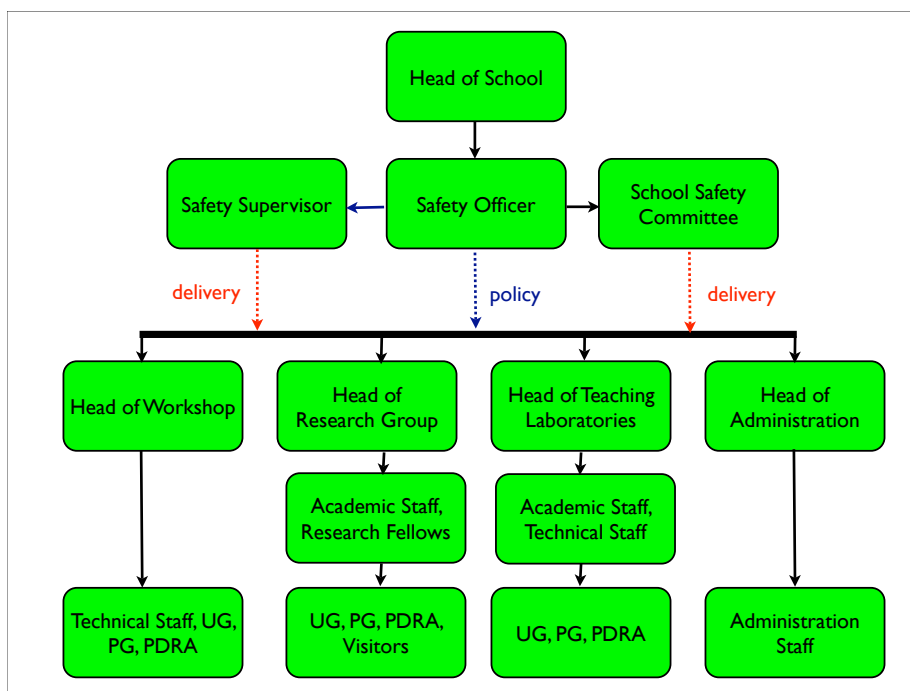 Head of School
Safety Supervisor
Safety Officer
School Safety
Committee
delivery
policy
delivery
Head of Workshop
Head of
Research Group
Head of Teaching
Laboratories
Head of
Administration
Academic Staff,
Research Fellows
Academic Staff,
Technical Staff
Technical Staff, UG,
PG, PDRA
UG, PG, PDRA,
Visitors
UG, PG, PDRA
Administration
Staff